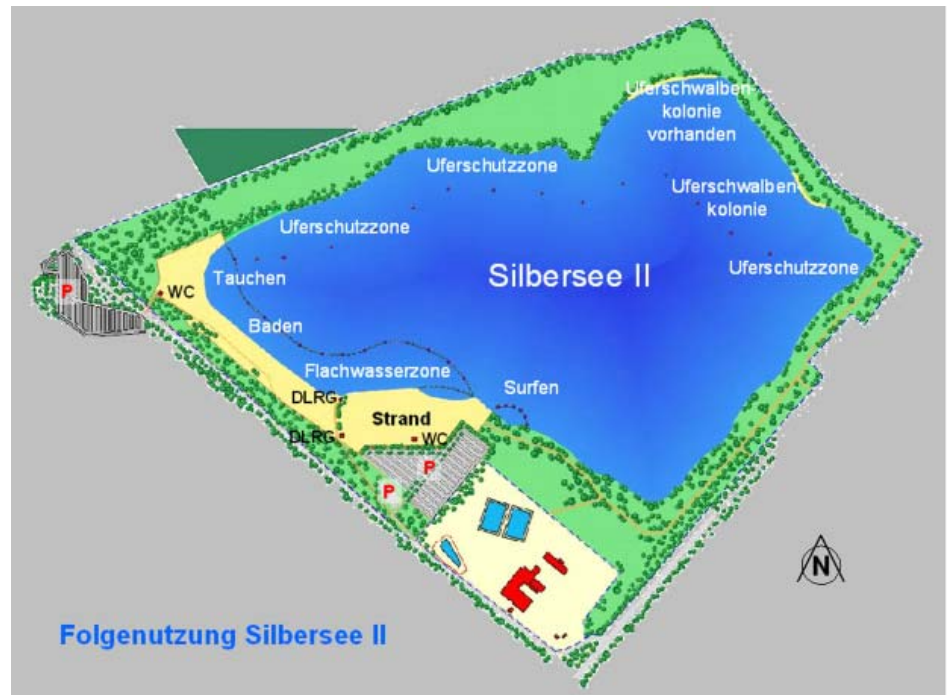 Uferschwalben-
kolonie
vorhanden
Uferschutzzone
Uferschwalben-
kolonie
Uferschutzzone
Silbersee II
Uferschutzzone
Tauchen
P
WC
Baden
Flachwasserzone
Surfen
DLRG
Strand
DLRG
WC
P
P
N
Folgenutzung Silbersee II